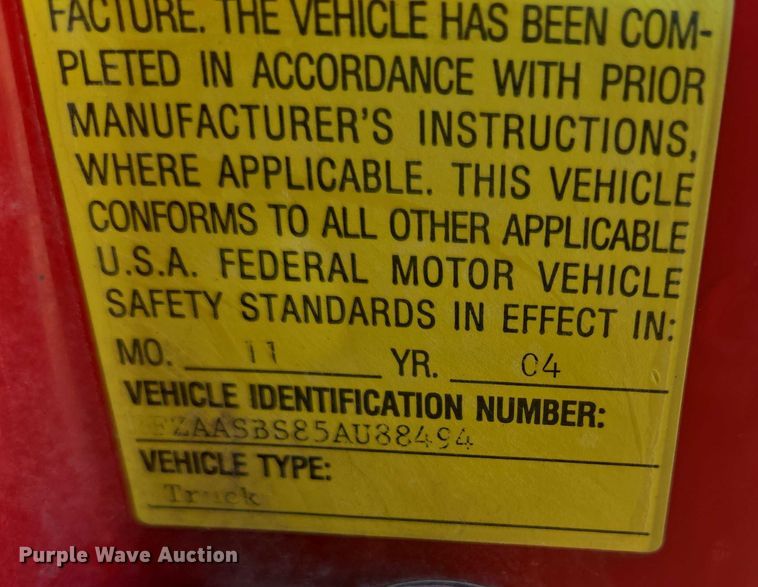 FACTURE. THE VEHICLE HAS BEEN COM-
PLETED IN ACCORDANCE WITH PRIOR
MANUFACTURER'S INSTRUCTIONS,
WHERE APPLICABLE. THIS VEHICLE
CONFORMS TO ALL OTHER APPLICABLE
U.S.A. FEDERAL MOTOR VEHICLE
SAFETY STANDARDS IN EFFECT IN:
MO. 11 YR. 04
VEHICLE IDENTIFICATION NUMBER:
VEHICLE TYPE:
Truck
Purple Wave Auction